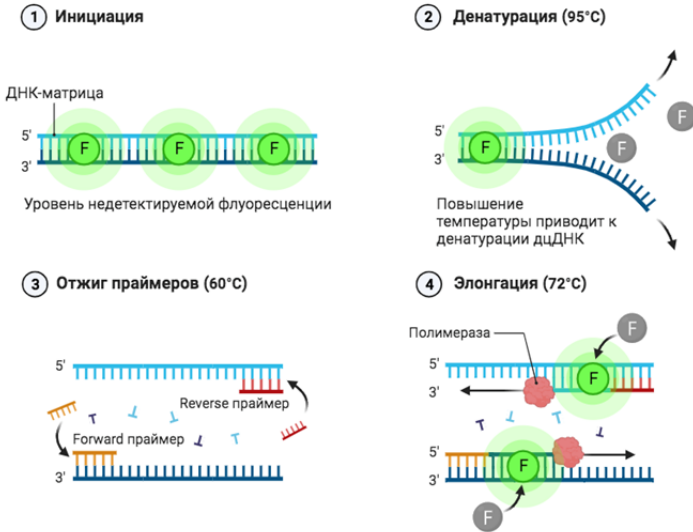 1 Инициация
ДНК-матрица
5'
F F F
3'
Уровень недетектируемой флуоресценции
2 Денатурация (95°C)
F
5'
F F
3'
Повышение
температуры приводит к
денатурации дцДНК
3 Отжиг праймеров (60°C)
5'
Reverse праймер
Forward праймер
3'
4 Элонгация (72°C)
F
Полимераза
5'
F
3'
5'
F
3'
F